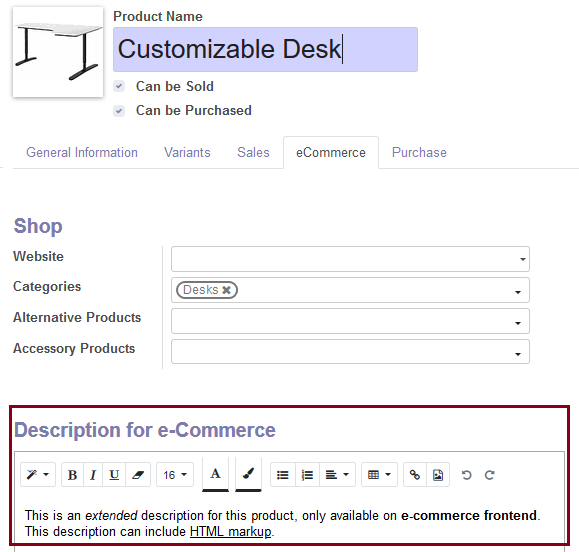 Product Name
Customizable Desk
Can be Sold
Can be Purchased
General Information Variants Sales eCommerce Purchase
Shop
Website
Categories Desks ✖
Alternative Products
Accessory Products
Description for e-Commerce
B I U 16 A
This is an extended description for this product, only available on e-commerce frontend.
This description can include HTML markup.